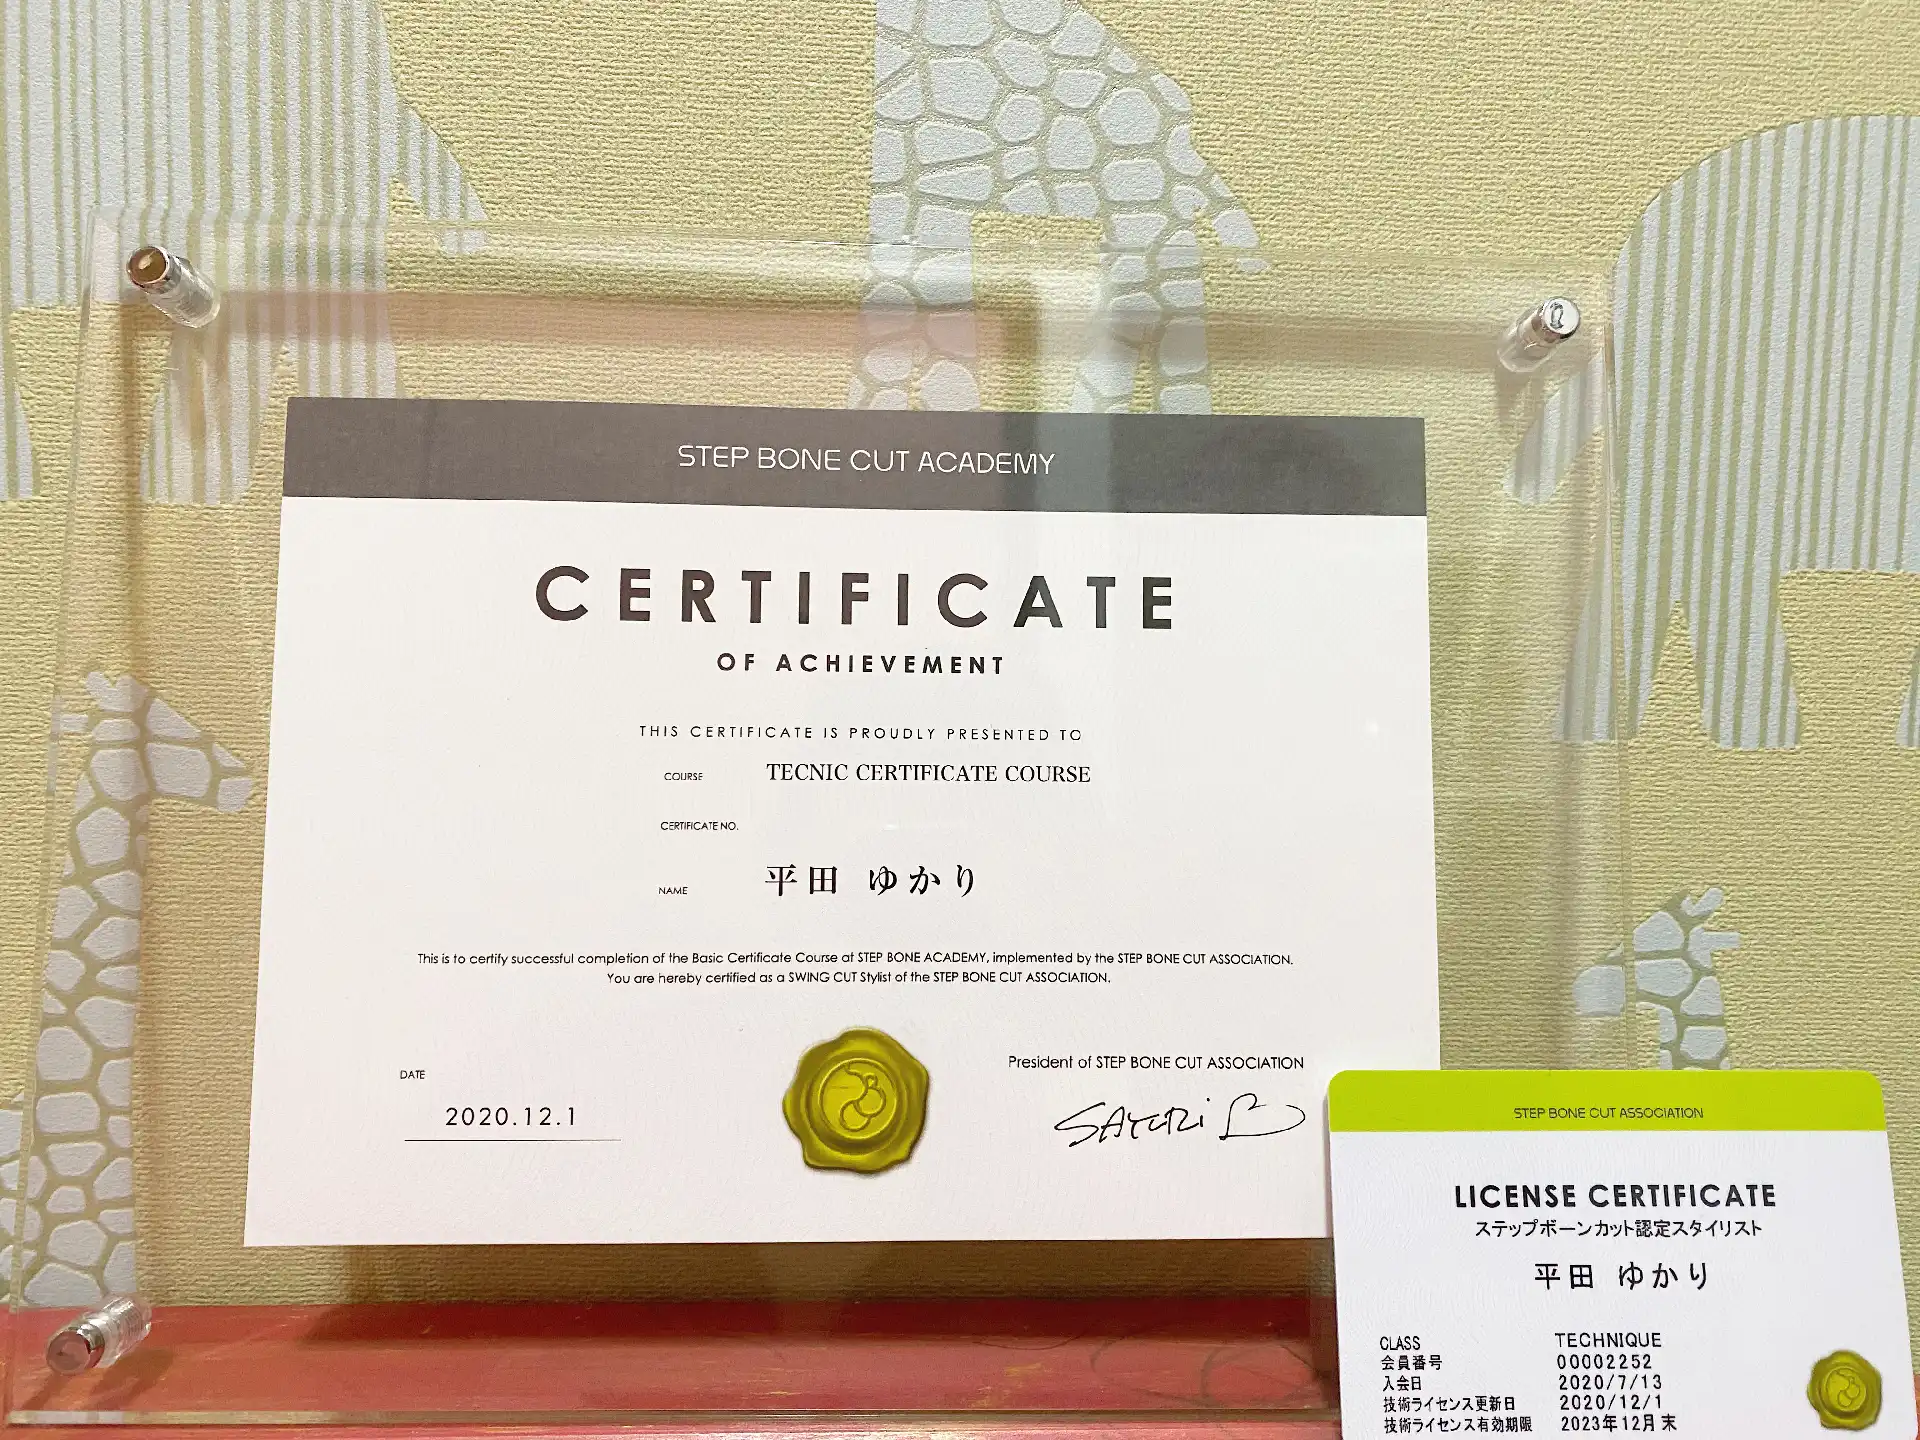 STEP BONE CUT ACADEMY
CERTIFICATE
OF ACHIEVEMENT
THIS CERTIFICATE IS PROUDLY PRESENTED TO
COURSE TECNIC CERTIFICATE COURSE
CERTIFICATE NO.
NAME 平田 ゆかり
This is to certify successful completion of the Basic Certificate Course at STEP BONE ACADEMY, implemented by the STEP BONE CUT ASSOCIATION.
You are hereby certified as a SWING CUT Stylist of the STEP BONE CUT ASSOCIATION.
DATE
2020.12.1
President of STEP BONE CUT ASSOCIATION
SATORI
STEP BONE CUT ASSOCIATION
LICENSE CERTIFICATE
ステップボーンカット認定スタイリスト
平田 ゆかり
CLASS TECHNIQUE
会員番号 00002252
入会日 2020/7/13
技術ライセンス更新日 2020/12/1
技術ライセンス有効期限 2023年12月末